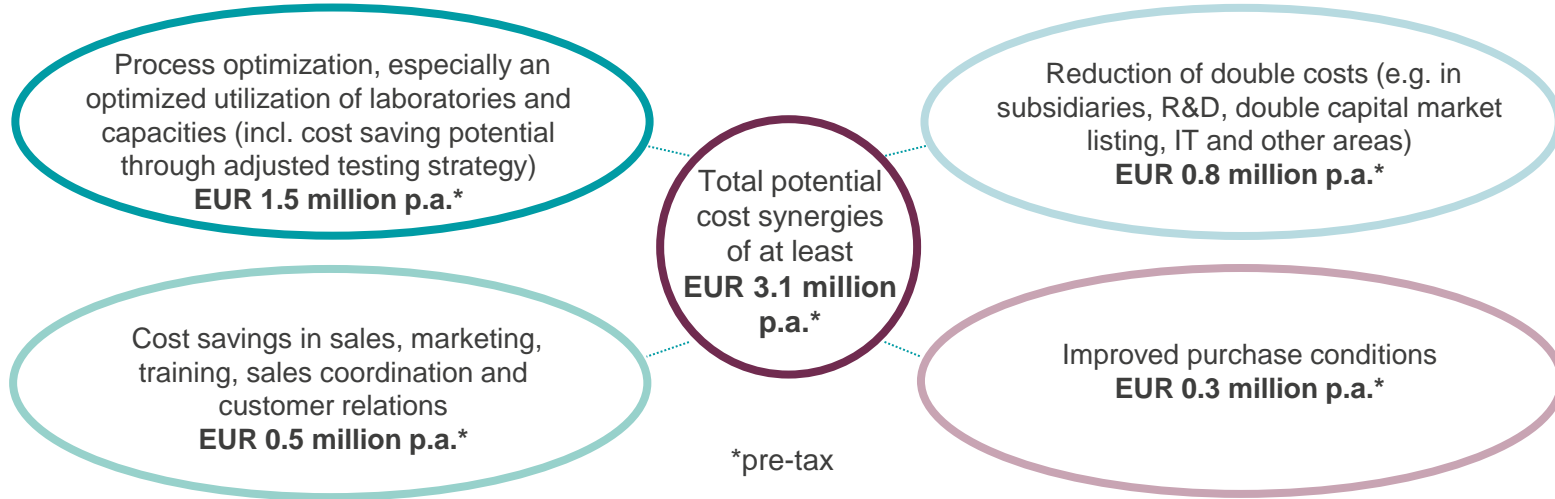 Process optimization, especially an
optimized utilization of laboratories and
capacities (incl. cost saving potential
through adjusted testing strategy)
EUR 1.5 million p.a.*
Reduction of double costs (e.g. in
subsidiaries, R&D, double capital market
listing, IT and other areas)
EUR 0.8 million p.a.*
Total potential
cost synergies
of at least
EUR 3.1 million
p.a.*
Cost savings in sales, marketing,
training, sales coordination and
customer relations
EUR 0.5 million p.a.*
Improved purchase conditions
EUR 0.3 million p.a.*
*pre-tax